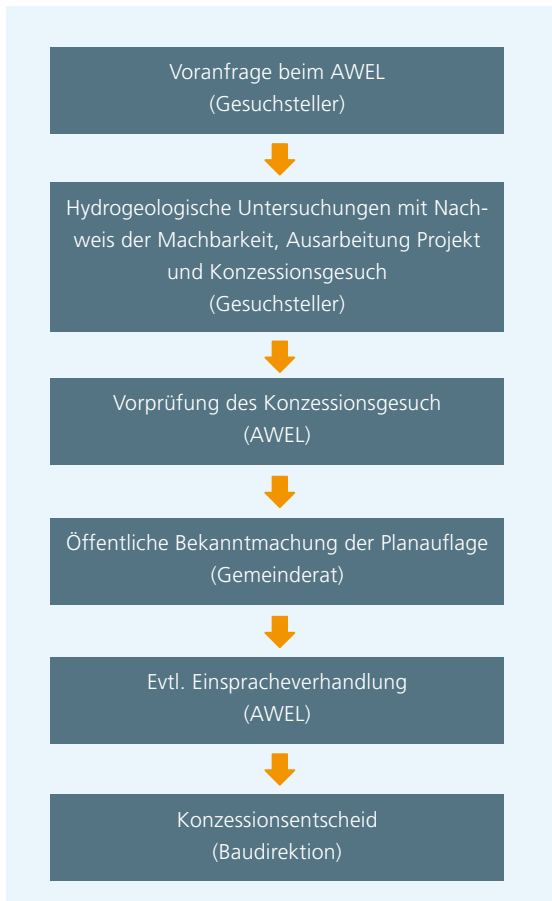 Voranfrage beim AWEL
(Gesuchsteller)
Hydrogeologische Untersuchungen mit Nach-
weis der Machbarkeit, Ausarbeitung Projekt
und Konzessionsgesuch
(Gesuchsteller)
Vorprüfung des Konzessionsgesuch
(AWEL)
Öffentliche Bekanntmachung der Planauflage
(Gemeinderat)
Evtl. Einspracheverhandlung
(AWEL)
Konzessionsentscheid
(Baudirektion)